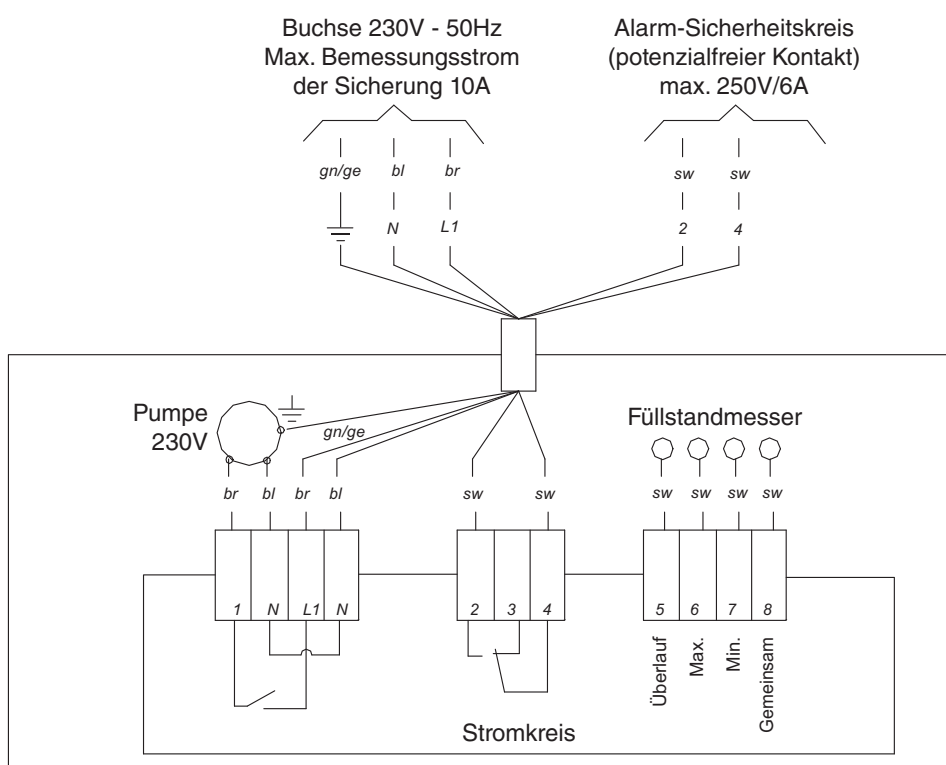 Buchse 230V - 50Hz
Max. Bemessungsstrom
der Sicherung 10A
Alarm-Sicherheitskreis
(potenzialfreier Kontakt)
max. 250V/6A
gn/ge bl br sw sw
N L1 2 4
Pumpe
230V
gn/ge
Füllstandmesser
br bl br bl sw sw sw sw sw sw
1 N L1 N 2 3 4 5 6 7 8
Überlauf
Max.
Min.
Gemeinsam
Stromkreis